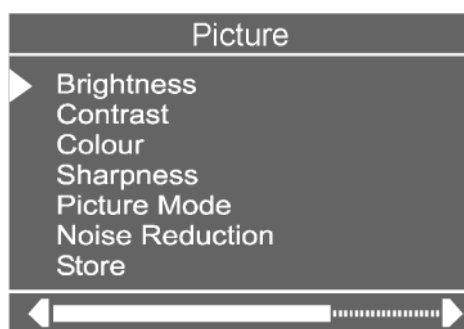 Picture
Brightness
Contrast
Colour
Sharpness
Picture Mode
Noise Reduction
Store